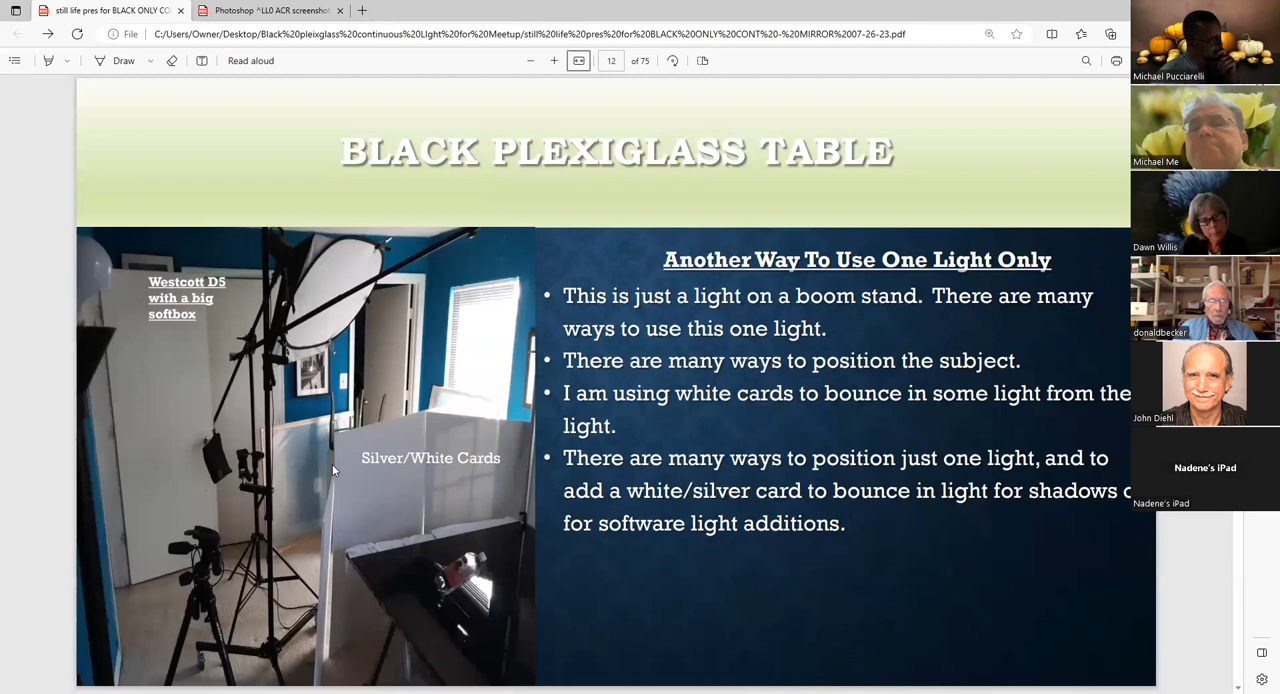 still life pres for BLACK ONLY CO
Photoshop ^LL0 ACR screenshot
File
C:/Users/Owner/Desktop/Black%20pleixglass%20continuous%20LIght%20for%20Meetup/still%20life%20pres%20for%20BLACK%20ONLY%20CONT%20-%20MIRROR%2007-26-23.pdf
Draw
Read aloud
12
of 75
BLACK PLEXIGLASS TABLE
Westcott D5
with a big
softbox
Silver/White Cards
Another Way To Use One Light Only
• This is just a light on a boom stand. There are many
ways to use this one light.
• There are many ways to position the subject.
• I am using white cards to bounce in some light from the
light.
• There are many ways to position just one light, and to
add a white/silver card to bounce in light for shadows
for software light additions.
Michael Pucciarelli
Michael Me
Dawn Willis
donaldbecker
John Diehl
Nadene's iPad
Nadene's iPad